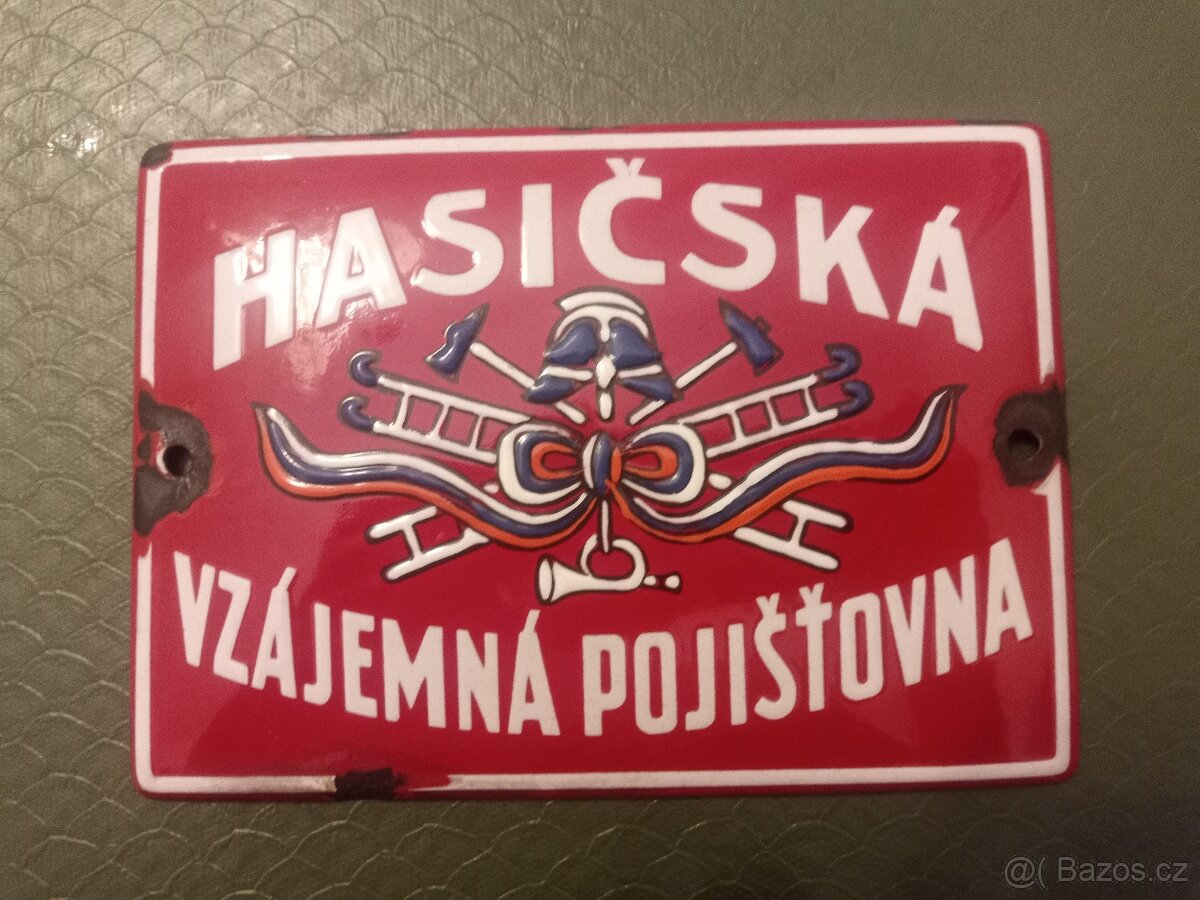 HASIČSKÁ
VZÁJEMNÁ POJIŠŤOVNA
@( Bazos.cz